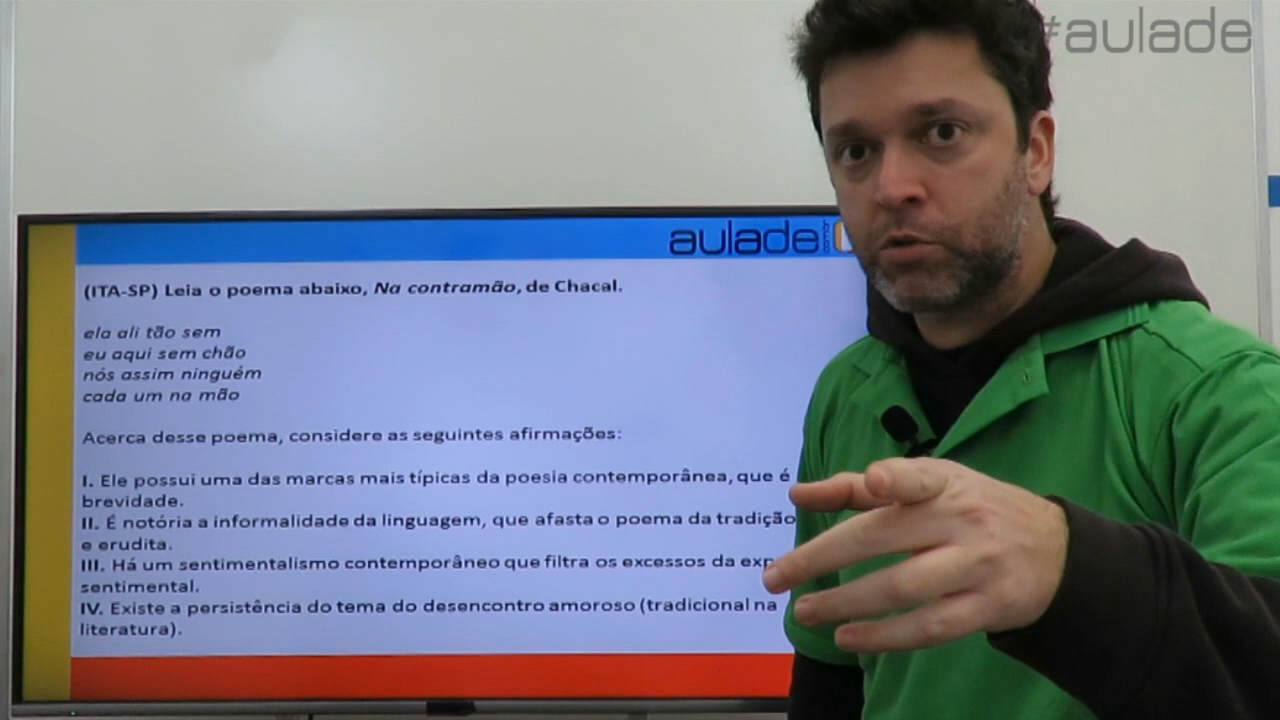 #aulade
aulade
(ITA-SP) Leia o poema abaixo, Na contramão, de Chacal.
ela ali tão sem
eu aqui sem chão
nós assim ninguém
cada um na mão
Acerca desse poema, considere as seguintes afirmações:
I. Ele possui uma das marcas mais típicas da poesia contemporânea, que é
brevidade.
II. É notória a informalidade da linguagem, que afasta o poema da tradição
e erudita.
III. Há um sentimentalismo contemporâneo que filtra os excessos da exp
sentimental.
IV. Existe a persistência do tema do desencontro amoroso (tradicional na
literatura).